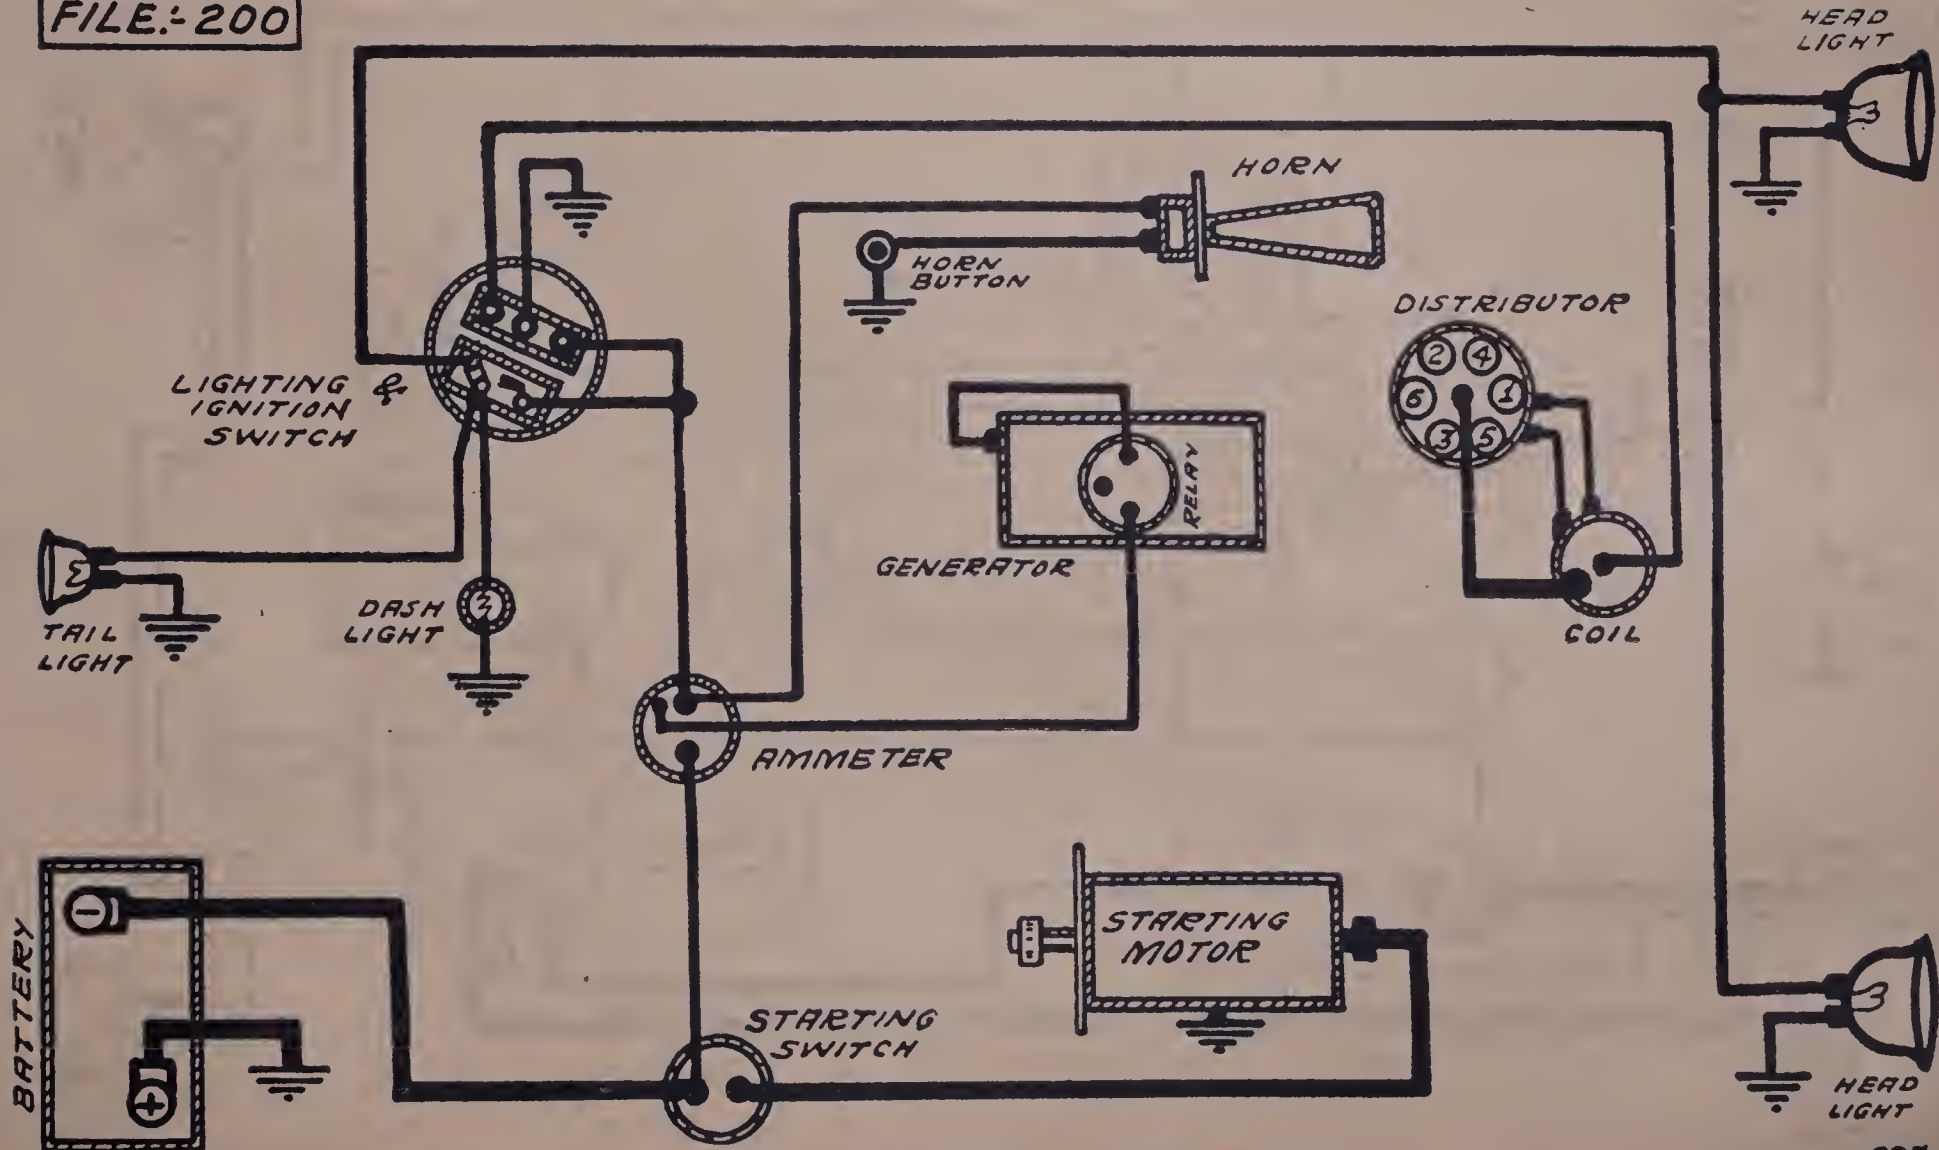 FILE:-200
HEAD
LIGHT
HORN
HORN
BUTTON
DISTRIBUTOR
2 4
6 1
3 5
LIGHTING &
IGNITION
SWITCH
RELAY
GENERATOR
COIL
TAIL
LIGHT
DASH
LIGHT
AMMETER
BATTERY
-
+
STARTING
MOTOR
STARTING
SWITCH
HEAD
LIGHT